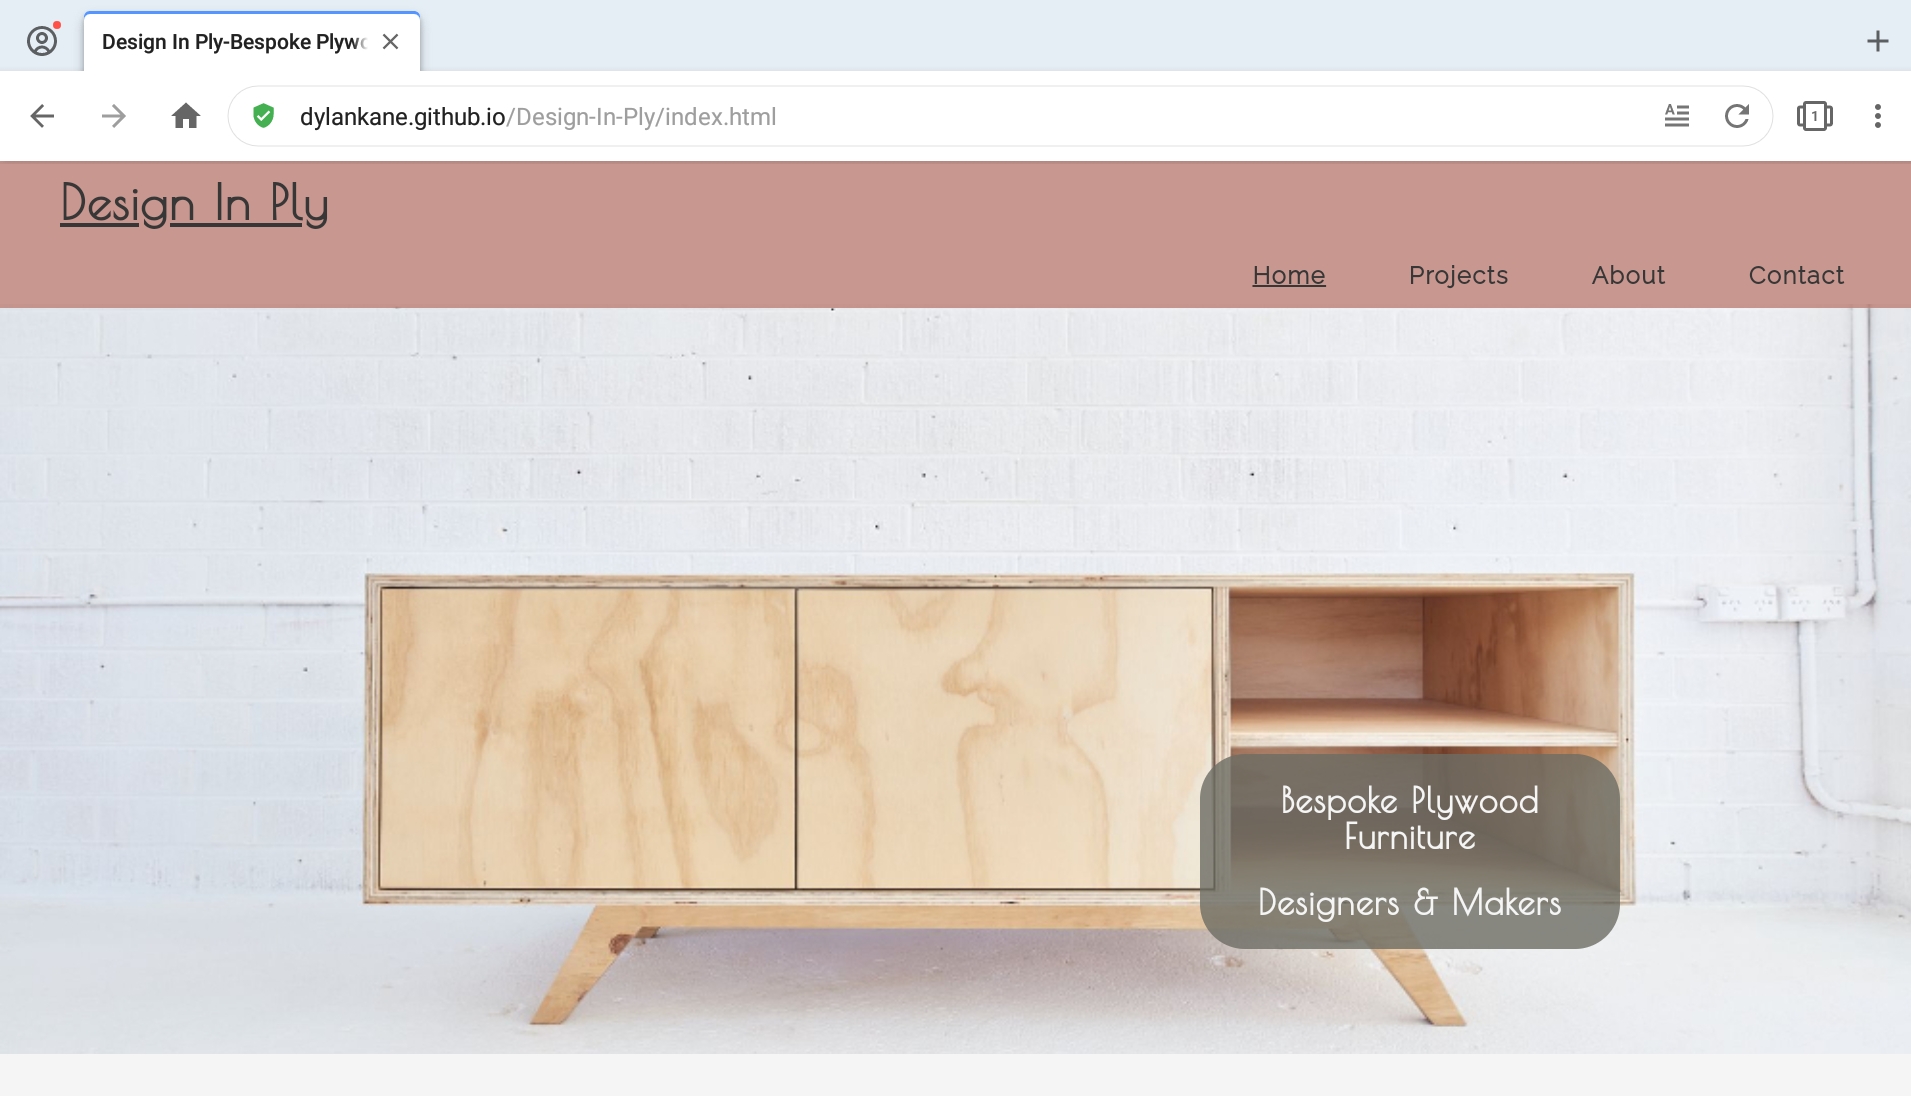 Design In Ply-Bespoke Plyw
dylankane.github.io/Design-In-Ply/index.html
1
Design In Ply
Home Projects About Contact
Bespoke Plywood
Furniture
Designers & Makers